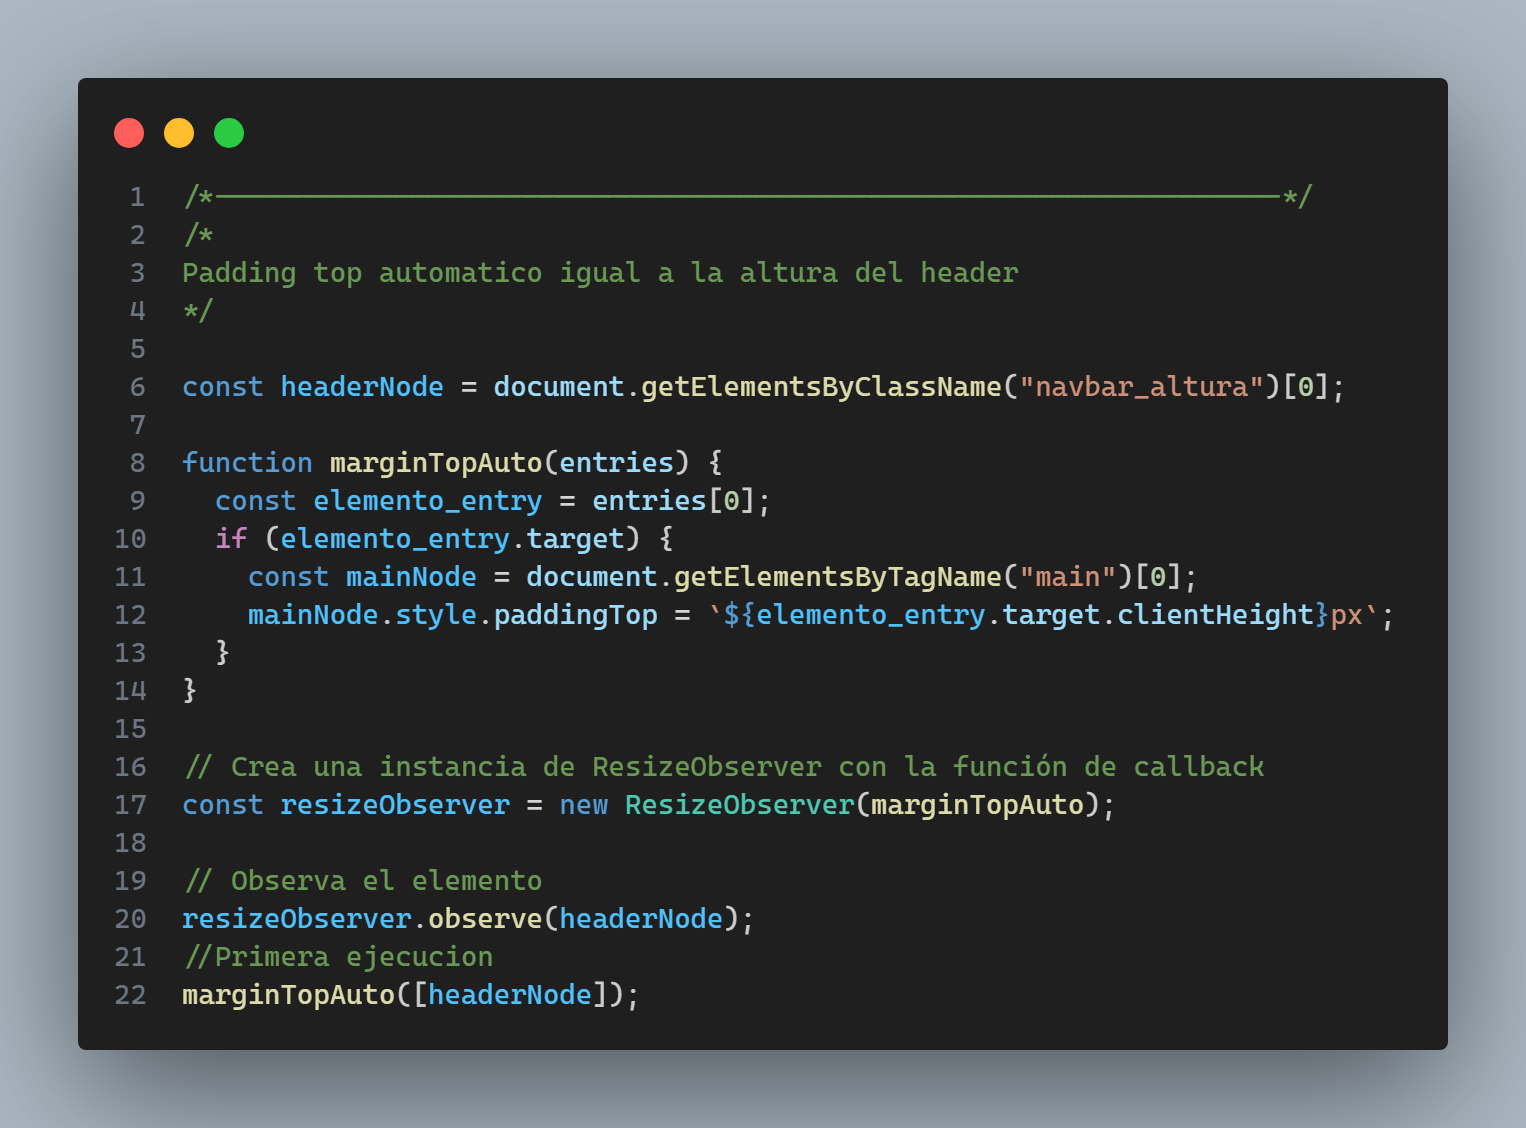 1 /*─────────────────────────────────────────────────────────────────*/
2 /*
3 Padding top automatico igual a la altura del header
4 */
5
6 const headerNode = document.getElementsByClassName("navbar_altura")[0];
7
8 function marginTopAuto(entries) {
9   const elemento_entry = entries[0];
10   if (elemento_entry.target) {
11     const mainNode = document.getElementsByTagName("main")[0];
12     mainNode.style.paddingTop = `${elemento_entry.target.clientHeight}px`;
13   }
14 }
15
16 // Crea una instancia de ResizeObserver con la función de callback
17 const resizeObserver = new ResizeObserver(marginTopAuto);
18
19 // Observa el elemento
20 resizeObserver.observe(headerNode);
21 //Primera ejecucion
22 marginTopAuto([headerNode]);